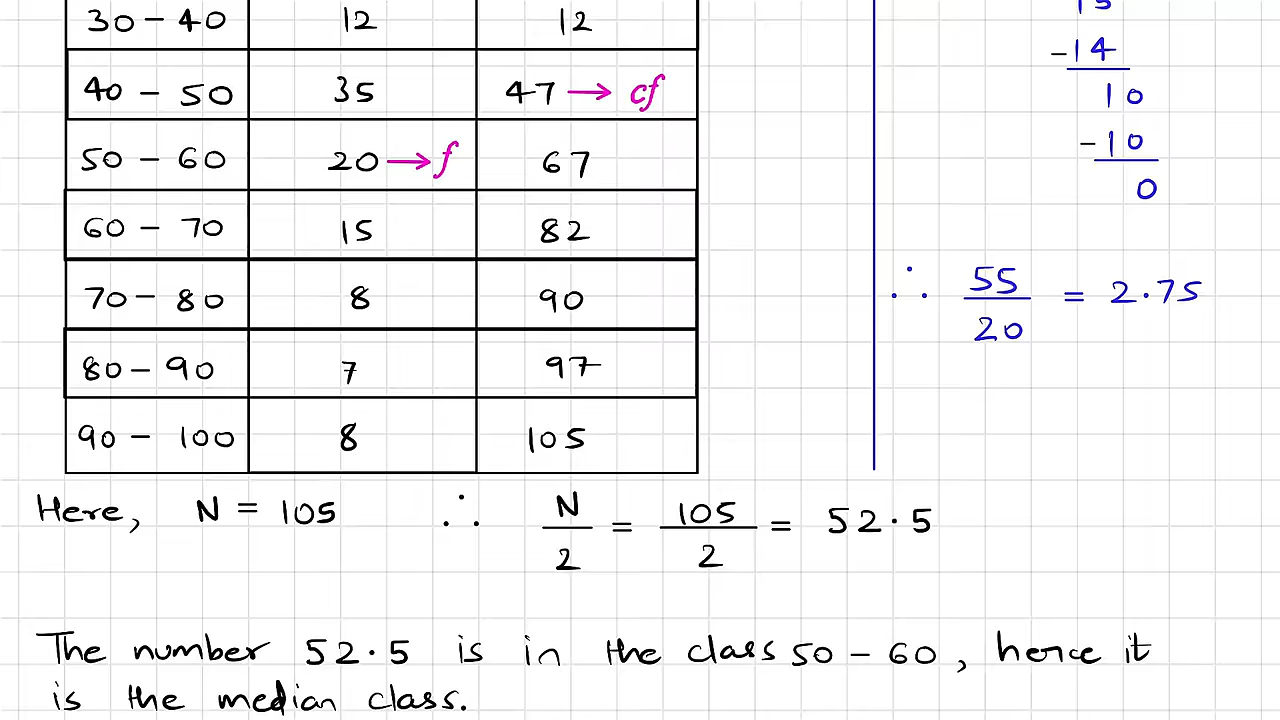 30 - 40 12 12
40 - 50 35 47 → cf
50 - 60 20 → f 67
60 - 70 15 82
70 - 80 8 90
80 - 90 7 97
90 - 100 8 105
Here, N = 105 ∴ N/2 = 105/2 = 52.5
The number 52.5 is in the class 50 - 60, hence it
is the median class.
15
-14
10
-10
0
∴ 55/20 = 2.75